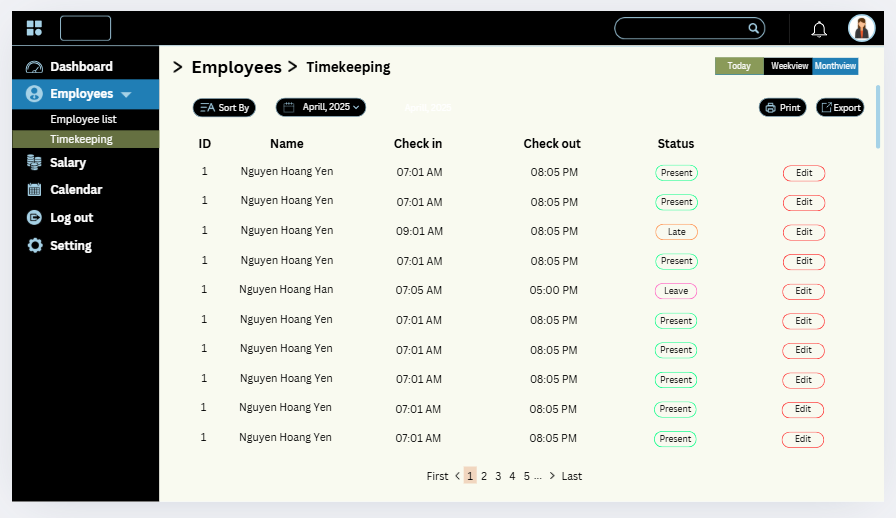 Dashboard
Employees
Employee list
Timekeeping
Salary
Calendar
Log out
Setting
> Employees > Timekeeping
Today Weekview Monthview
Sort By Aprill, 2025 Print Export
ID Name Check in Check out Status
1 Nguyen Hoang Yen 07:01 AM 08:05 PM Present Edit
1 Nguyen Hoang Yen 07:01 AM 08:05 PM Present Edit
1 Nguyen Hoang Yen 09:01 AM 08:05 PM Late Edit
1 Nguyen Hoang Yen 07:01 AM 08:05 PM Present Edit
1 Nguyen Hoang Han 07:05 AM 05:00 PM Leave Edit
1 Nguyen Hoang Yen 07:01 AM 08:05 PM Present Edit
1 Nguyen Hoang Yen 07:01 AM 08:05 PM Present Edit
1 Nguyen Hoang Yen 07:01 AM 08:05 PM Present Edit
1 Nguyen Hoang Yen 07:01 AM 08:05 PM Present Edit
1 Nguyen Hoang Yen 07:01 AM 08:05 PM Present Edit
First < 1 2 3 4 5 ... > Last